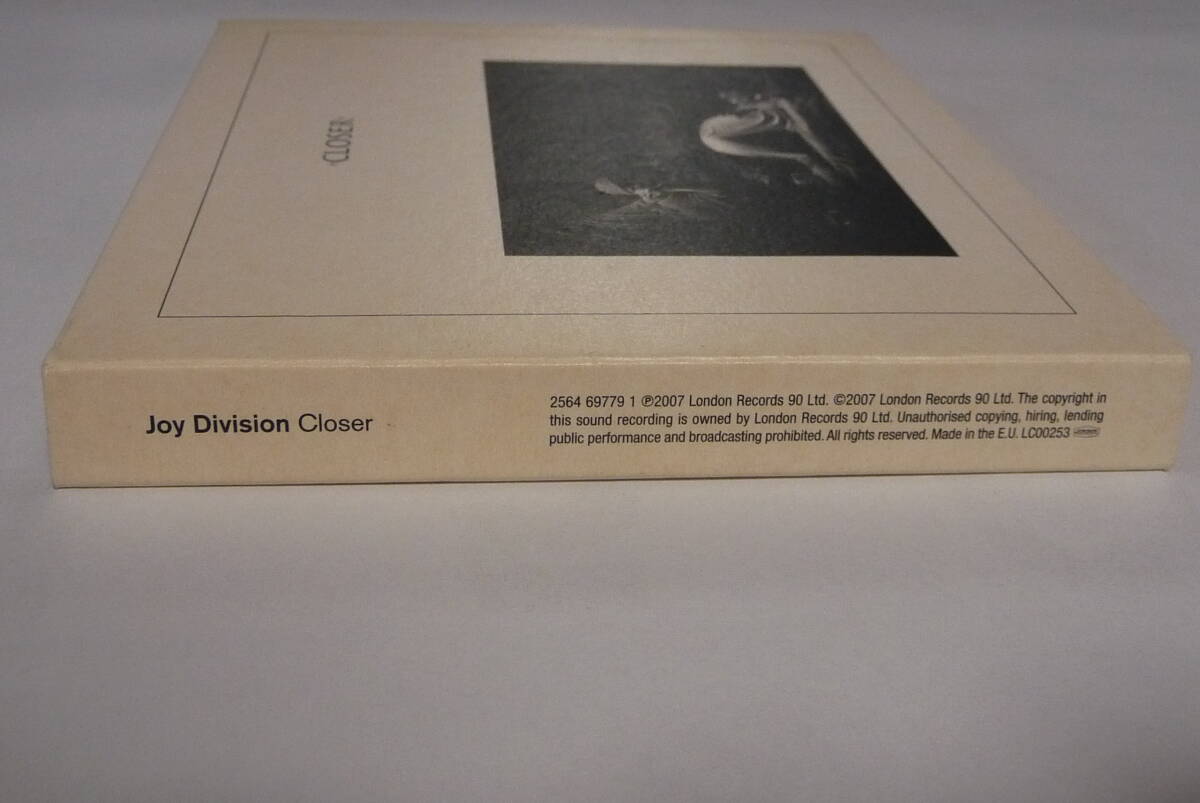 CLOSER
Joy Division Closer
2564 69779 1 ℗2007 London Records 90 Ltd. ©2007 London Records 90 Ltd. The copyright in
this sound recording is owned by London Records 90 Ltd. Unauthorised copying, hiring, lending
public performance and broadcasting prohibited. All rights reserved. Made in the E.U. LC00253